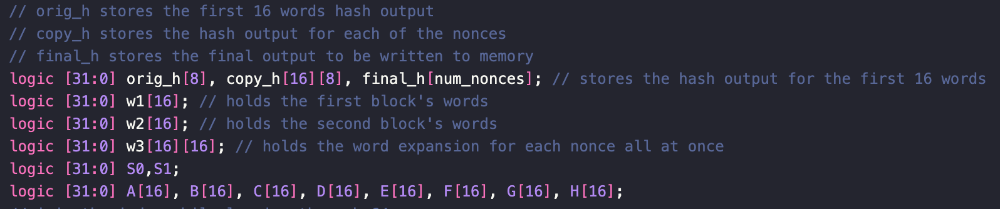 // orig_h stores the first 16 words hash output
// copy_h stores the hash output for each of the nonces
// final_h stores the final output to be written to memory
logic [31:0] orig_h[8], copy_h[16][8], final_h[num_nonces]; // stores the hash output for the first 16 words
logic [31:0] w1[16]; // holds the first block's words
logic [31:0] w2[16]; // holds the second block's words
logic [31:0] w3[16][16]; // holds the word expansion for each nonce all at once
logic [31:0] S0,S1;
logic [31:0] A[16], B[16], C[16], D[16], E[16], F[16], G[16], H[16];